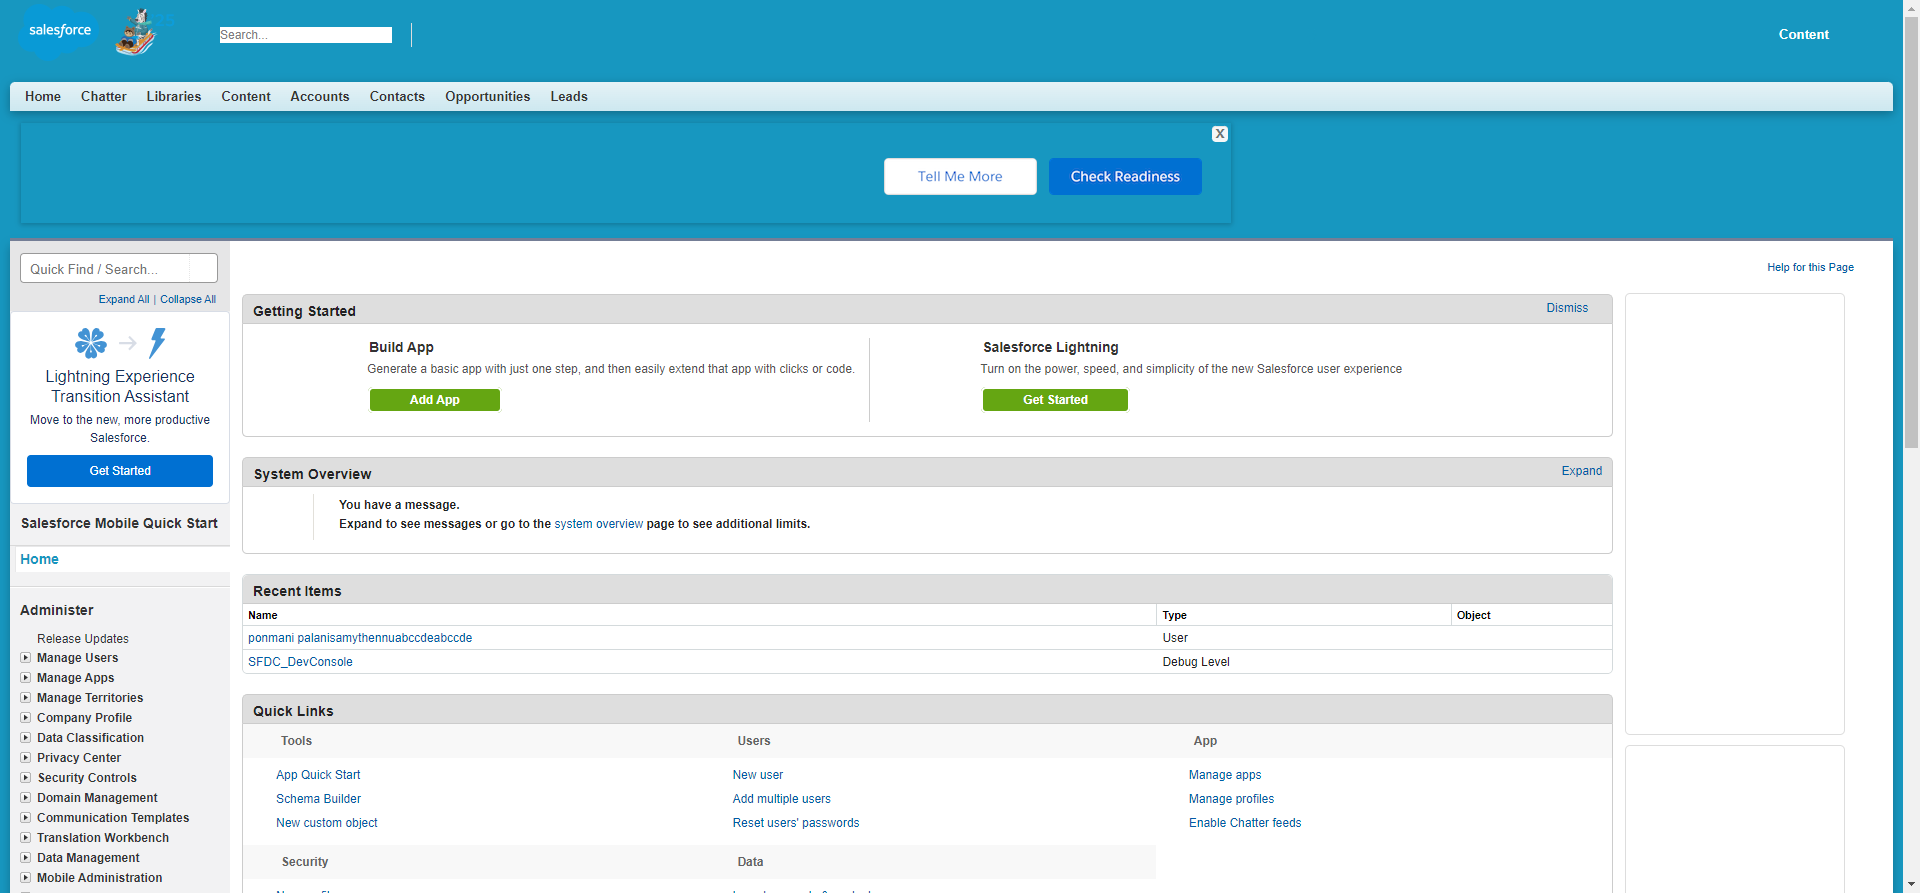 salesforce
Search...
Content
Home Chatter Libraries Content Accounts Contacts Opportunities Leads
X
Tell Me More Check Readiness
Quick Find / Search...
Expand All | Collapse All
Lightning Experience
Transition Assistant
Move to the new, more productive
Salesforce.
Get Started
Salesforce Mobile Quick Start
Home
Administer
Release Updates
Manage Users
Manage Apps
Manage Territories
Company Profile
Data Classification
Privacy Center
Security Controls
Domain Management
Communication Templates
Translation Workbench
Data Management
Mobile Administration
Help for this Page
Getting Started Dismiss
Build App
Generate a basic app with just one step, and then easily extend that app with clicks or code.
Add App
Salesforce Lightning
Turn on the power, speed, and simplicity of the new Salesforce user experience
Get Started
System Overview Expand
You have a message.
Expand to see messages or go to the system overview page to see additional limits.
Recent Items
Name Type Object
ponmani palanisamythennuabccdeabccde User
SFDC_DevConsole Debug Level
Quick Links
Tools Users App
App Quick Start New user Manage apps
Schema Builder Add multiple users Manage profiles
New custom object Reset users' passwords Enable Chatter feeds
Security Data